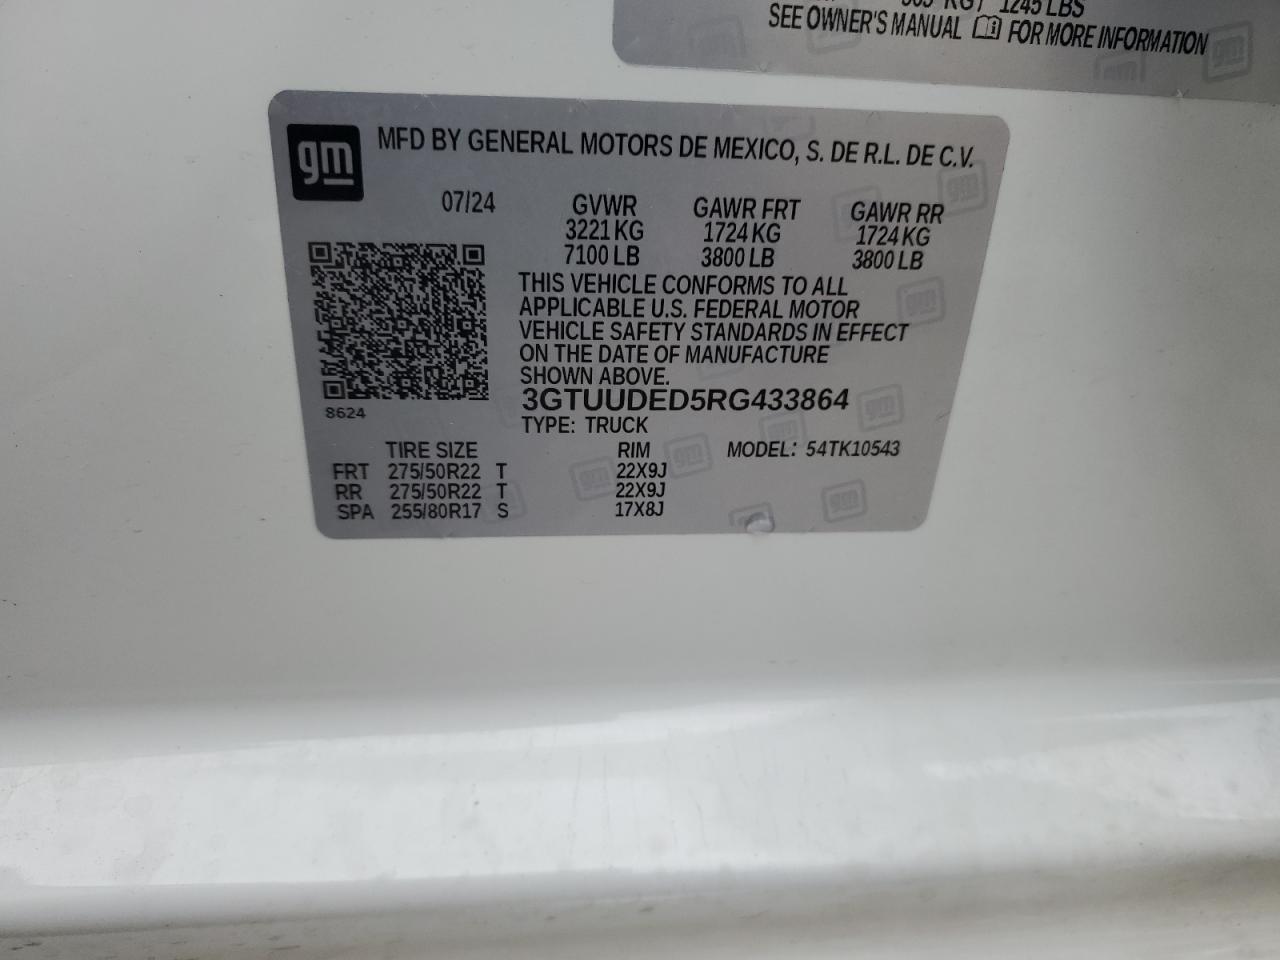 1245 LBS
SEE OWNER'S MANUAL FOR MORE INFORMATION
gm
MFD BY GENERAL MOTORS DE MEXICO, S. DE R.L. DE C.V.
07/24 GVWR GAWR FRT GAWR RR
3221 KG 1724 KG 1724 KG
7100 LB 3800 LB 3800 LB
THIS VEHICLE CONFORMS TO ALL
APPLICABLE U.S. FEDERAL MOTOR
VEHICLE SAFETY STANDARDS IN EFFECT
ON THE DATE OF MANUFACTURE
SHOWN ABOVE.
3GTUUDED5RG433864
8624
TYPE: TRUCK
TIRE SIZE RIM MODEL: 54TK10543
FRT 275/50R22 T 22X9J
RR 275/50R22 T 22X9J
SPA 255/80R17 S 17X8J